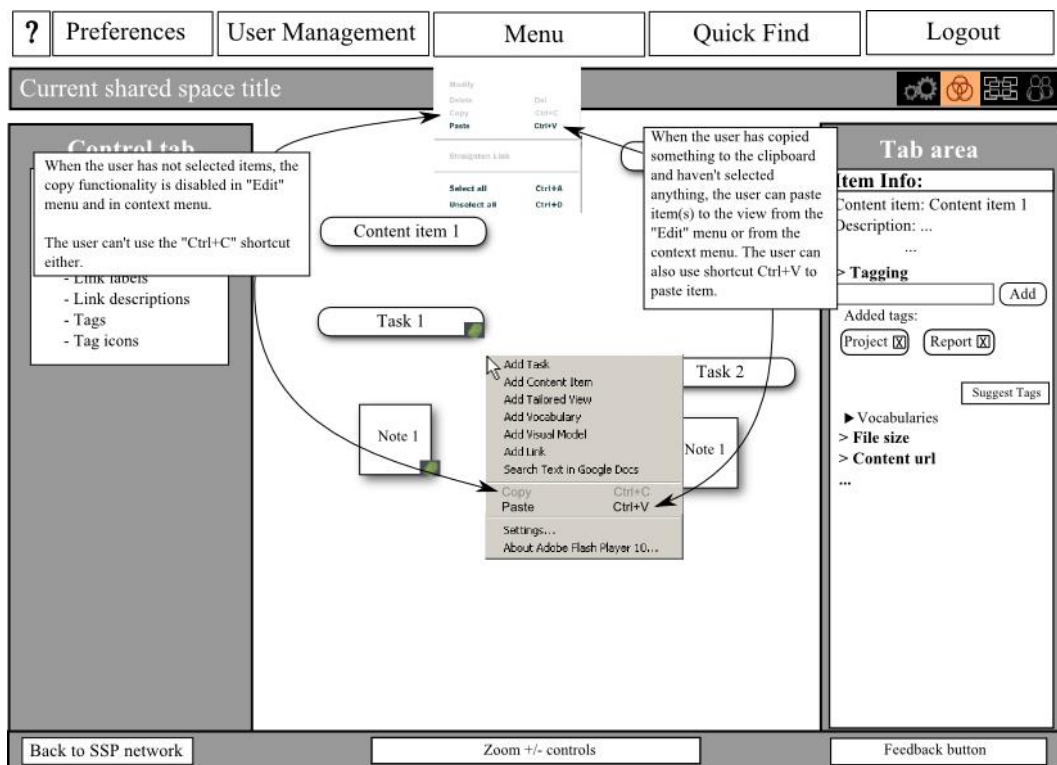 ? Preferences User Management Menu Quick Find Logout
Current shared space title
Modify
Delete Del
Copy Ctrl+C
Paste Ctrl+V
Straighten Link
Select all Ctrl+A
Unselect all Ctrl+D
Control tab
When the user has not selected items, the
copy functionality is disabled in "Edit"
menu and in context menu.
The user can't use the "Ctrl+C" shortcut
either.
- Link labels
- Link descriptions
- Tags
- Tag icons
Content item 1
Task 1
Note 1
When the user has copied
something to the clipboard
and haven't selected
anything, the user can paste
item(s) to the view from the
"Edit" menu or from the
context menu. The user can
also use shortcut Ctrl+V to
paste item.
Add Task
Add Content Item
Add Tailored View
Add Vocabulary
Add Visual Model
Add Link
Search Text in Google Docs
Copy Ctrl+C
Paste Ctrl+V
Settings...
About Adobe Flash Player 10...
Task 2
Note 1
Tab area
Item Info:
Content item: Content item 1
Description: ...
...
> Tagging
Add
Added tags:
Project X Report X
Suggest Tags
▶ Vocabularies
> File size
> Content url
...
Back to SSP network Zoom +/- controls Feedback button